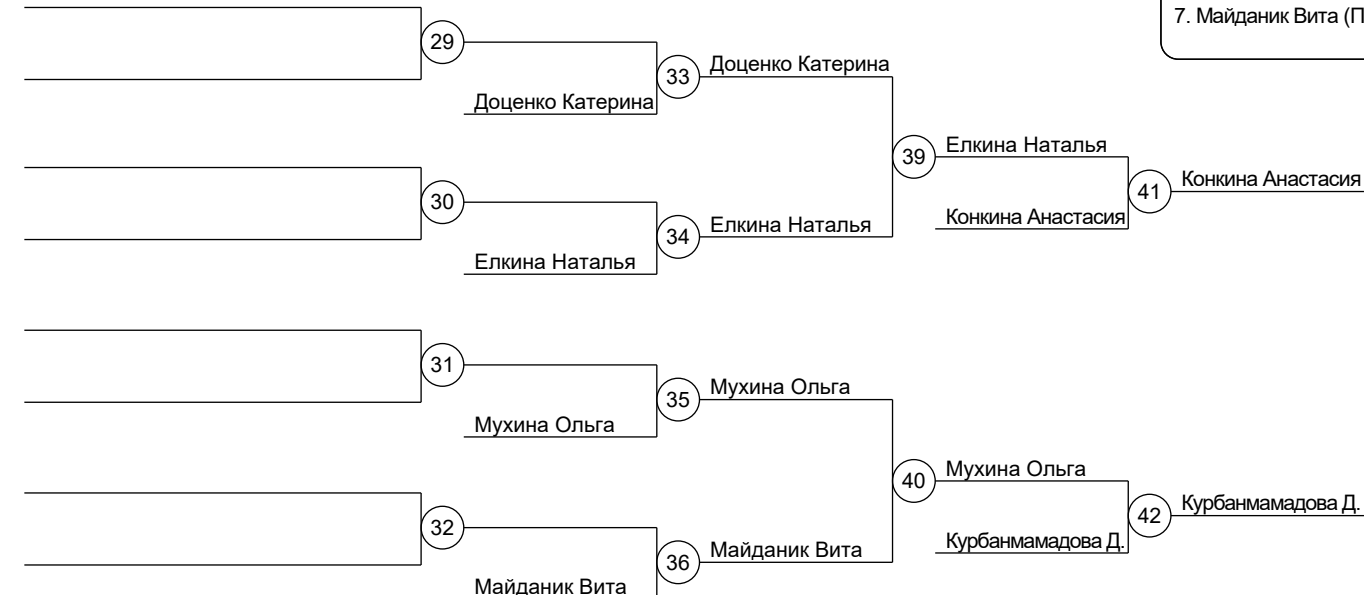 7. Майданик Вита (П
29
33
Доценко Катерина
Доценко Катерина
39
Елкина Наталья
30
34
Елкина Наталья
Елкина Наталья
41
Конкина Анастасия
Конкина Анастасия
31
35
Мухина Ольга
Мухина Ольга
40
Мухина Ольга
32
36
Майданик Вита
Майданик Вита
42
Курбанмамадова Д.
Курбанмамадова Д.